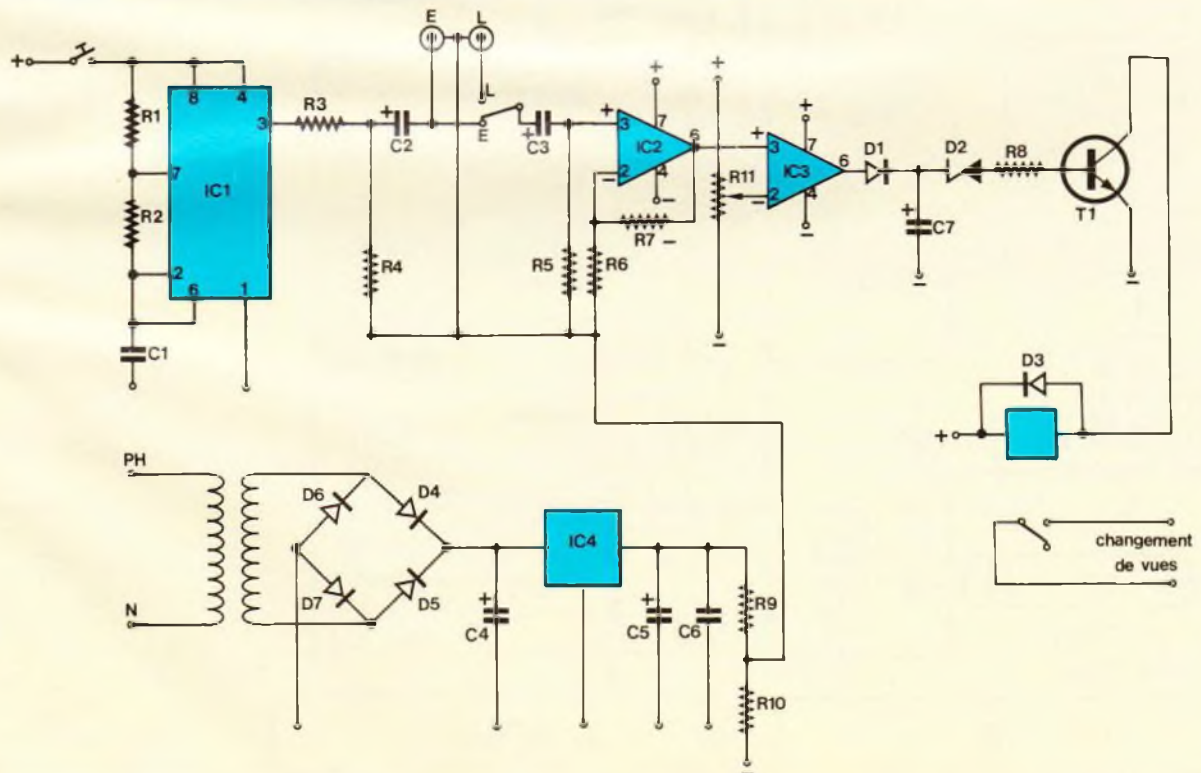 E L
+
8 4
R1
R3
3
+
C2
L
E
+
C3
7
IC1
R2
2
6 1
C1
R4
R5
R6
+
+
7
3
IC2
6
2
4
-
-
R7
-
+
R11
-
+
+
7
3
IC3
6
2
4
-
-
D1
D2
R8
+
C7
-
T1
-
D3
+
PH
N
D6
D4
D7
D5
+
C4
IC4
+
C5
C6
R9
R10
-
changement
de vues